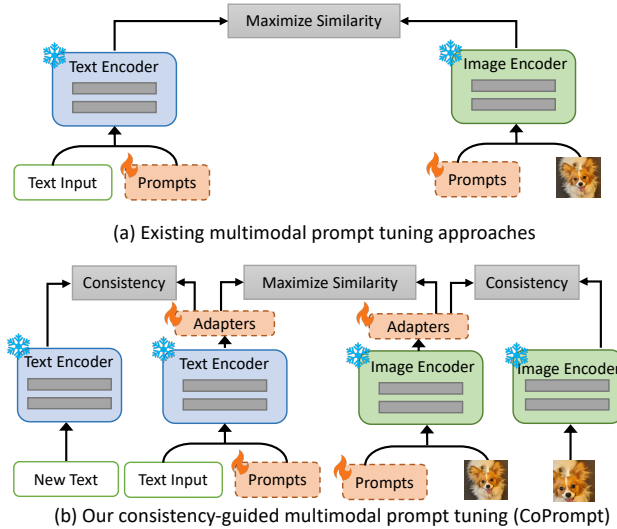 Maximize Similarity
Text Encoder
Image Encoder
Text Input
Prompts
Prompts
(a) Existing multimodal prompt tuning approaches
Consistency
Maximize Similarity
Consistency
Adapters
Adapters
Text Encoder
Text Encoder
Image Encoder
Image Encoder
New Text
Text Input
Prompts
Prompts
(b) Our consistency-guided multimodal prompt tuning (CoPrompt)